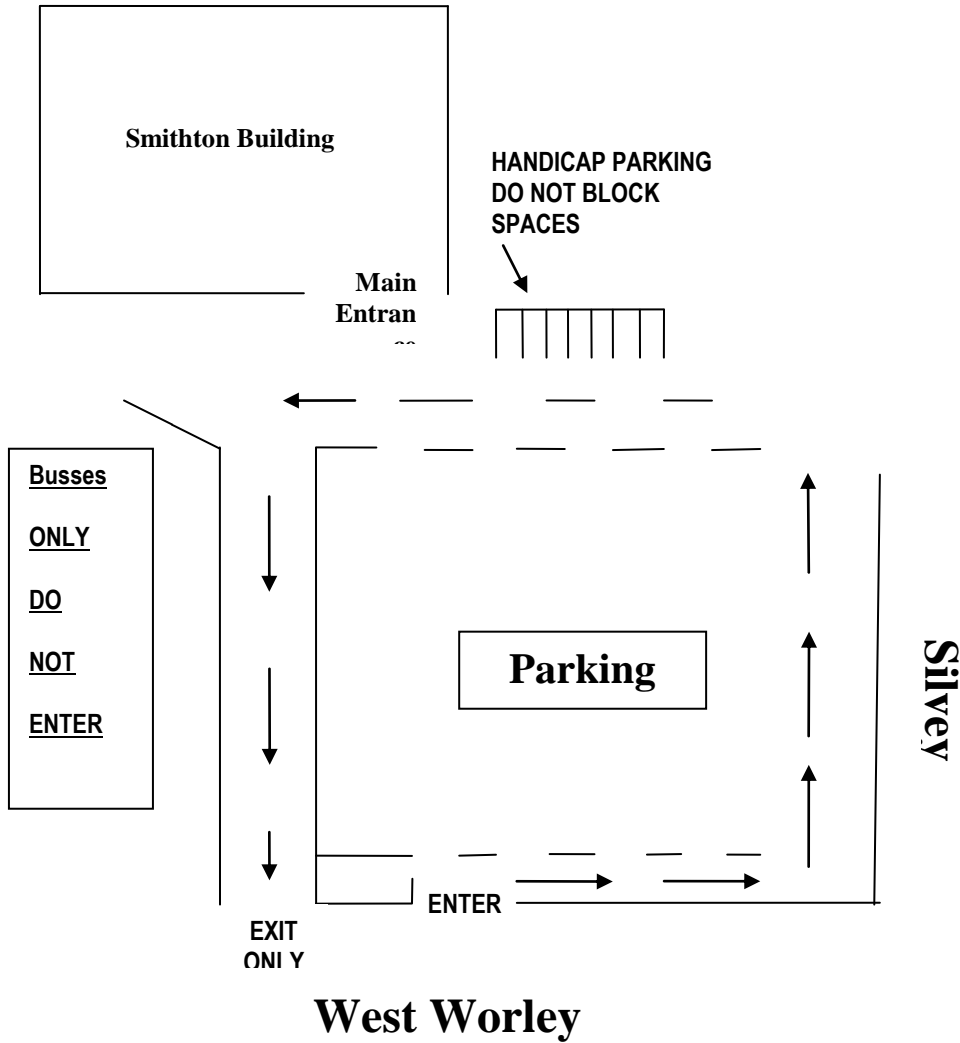 Smithton Building
HANDICAP PARKING
DO NOT BLOCK
SPACES
Main
Entran
Busses
ONLY
DO
NOT
ENTER
Parking
Silvey
ENTER
EXIT
ONLY
West Worley